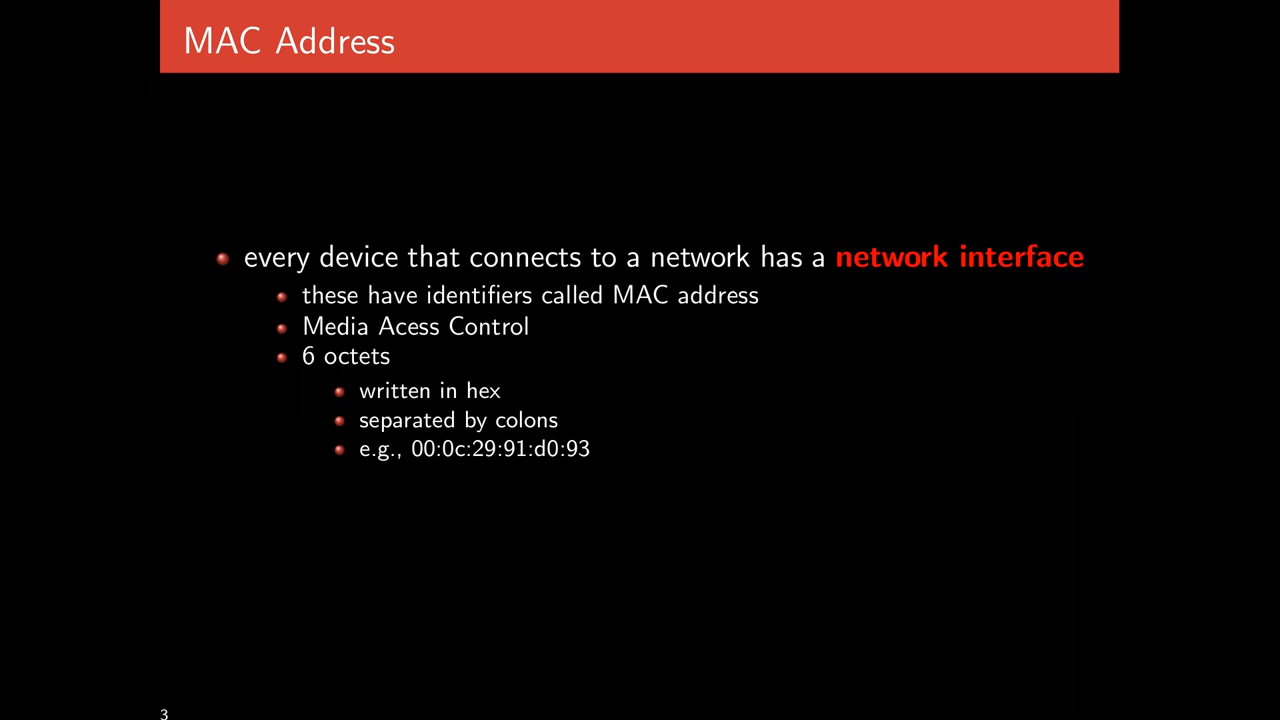 MAC Address
every device that connects to a network has a network interface
these have identifiers called MAC address
Media Acess Control
6 octets
written in hex
separated by colons
e.g., 00:0c:29:91:d0:93
3